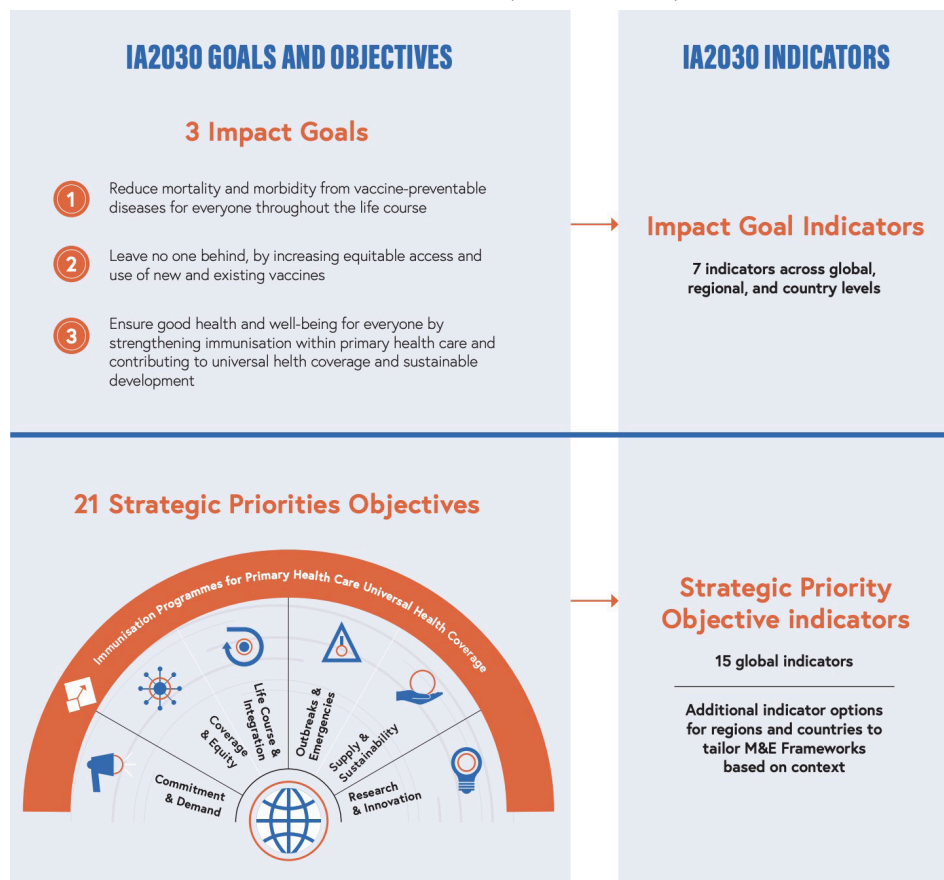 IA2030 GOALS AND OBJECTIVES
3 Impact Goals
1
Reduce mortality and morbidity from vaccine-preventable
diseases for everyone throughout the life course
2
Leave no one behind, by increasing equitable access and
use of new and existing vaccines
3
Ensure good health and well-being for everyone by
strengthening immunisation within primary health care and
contributing to universal helth coverage and sustainable
development
IA2030 INDICATORS
Impact Goal Indicators
7 indicators across global,
regional, and country levels
21 Strategic Priorities Objectives
Immunisation Programmes for Primary Health Care Universal Health Coverage
Commitment
& Demand
Coverage
& Equity
Life Course &
Integration
Outbreaks &
Emergencies
Supply &
Sustainability
Research
& Innovation
Strategic Priority
Objective indicators
15 global indicators
Additional indicator options
for regions and countries to
tailor M&E Frameworks
based on context